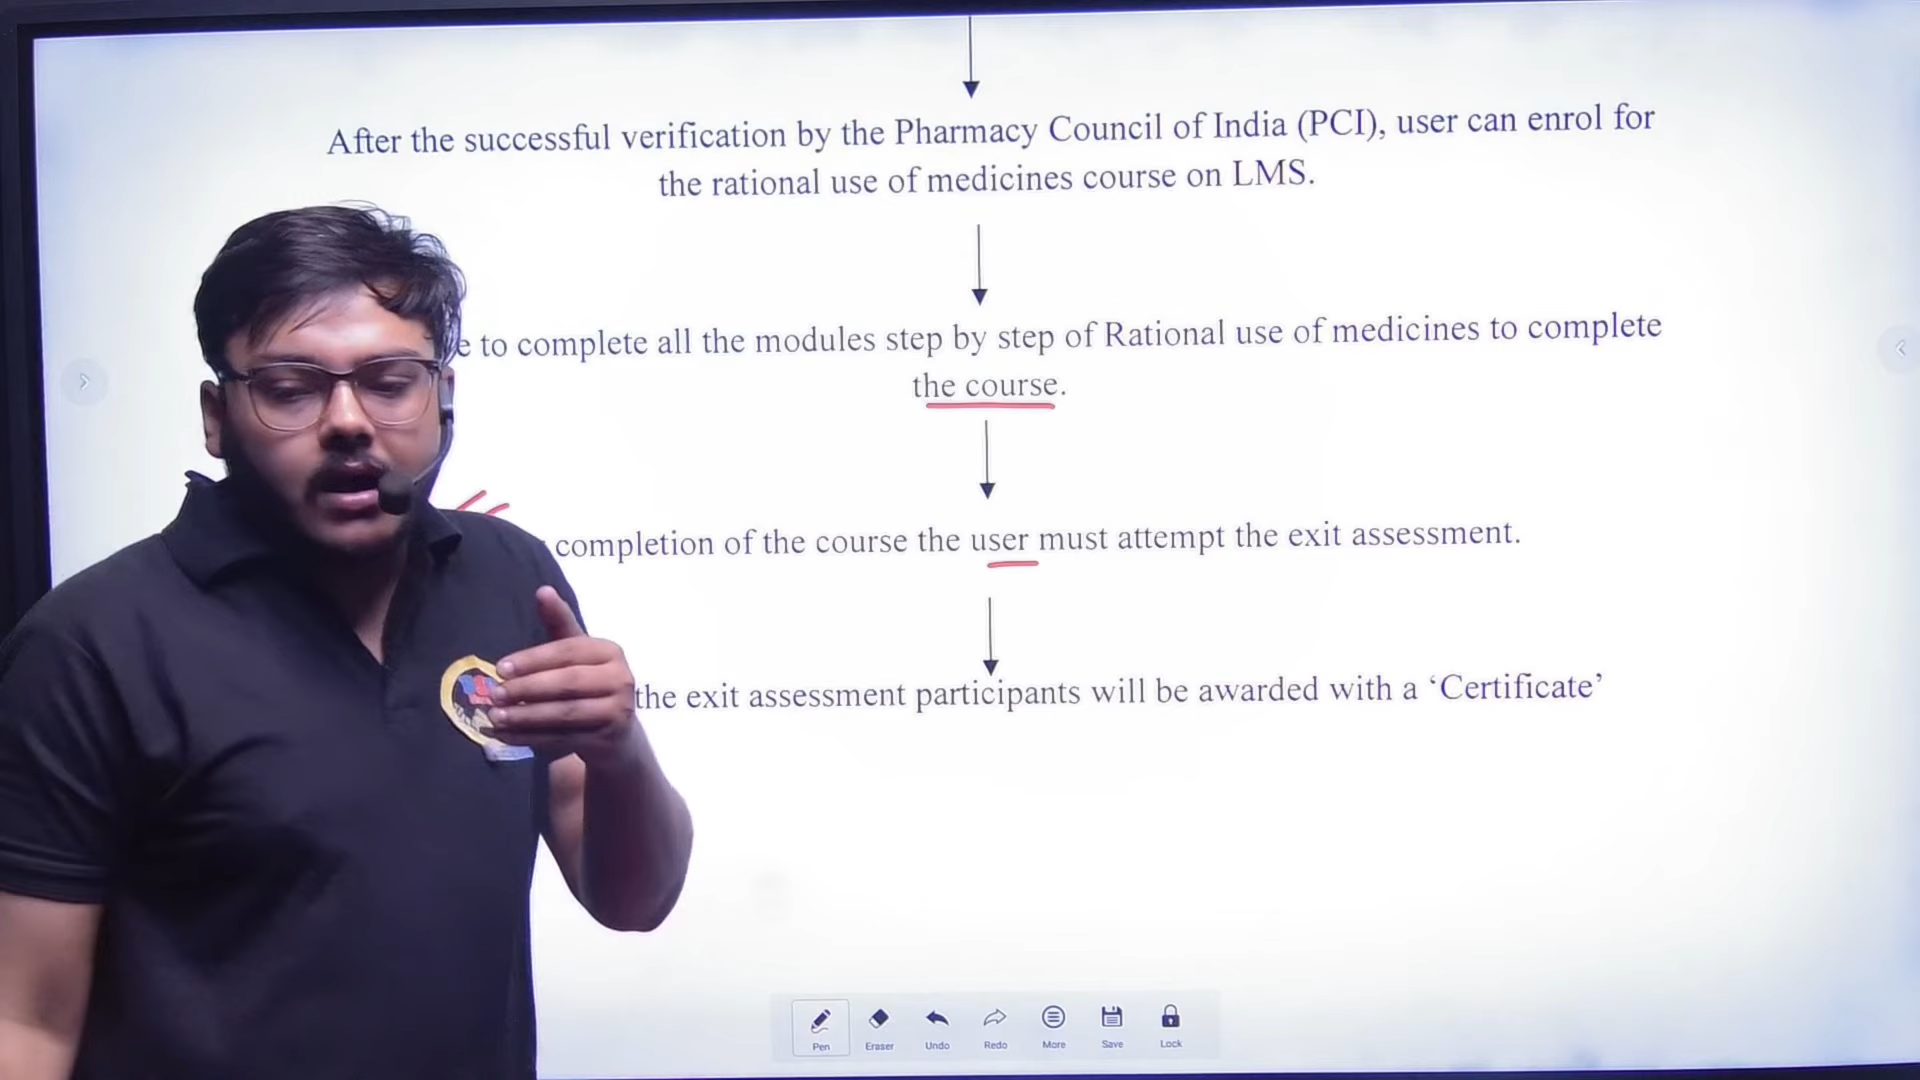 After the successful verification by the Pharmacy Council of India (PCI), user can enrol for
the rational use of medicines course on LMS.
to complete all the modules step by step of Rational use of medicines to complete
the course.
completion of the course the user must attempt the exit assessment.
the exit assessment participants will be awarded with a ‘Certificate’
Pen Eraser Undo Redo More Save Lock